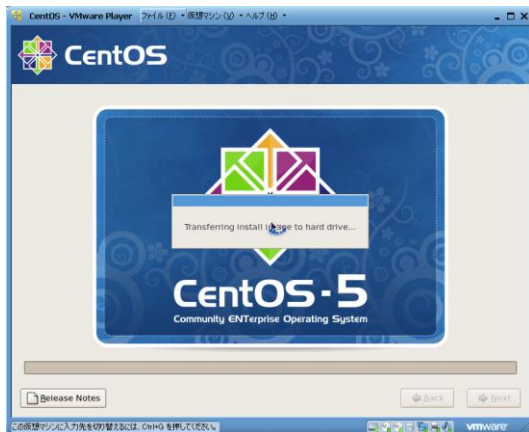 CentOS - VMware Player ファイル(F) ▾ 仮想マシン(V) ▾ ヘルプ(H) ▾
CentOS
Transferring install image to hard drive...
CentOS-5
Community ENTerprise Operating System
Release Notes
Back
Next
この仮想マシンに入力先を切り替えるには、Ctrl+G を押してください。
vmware